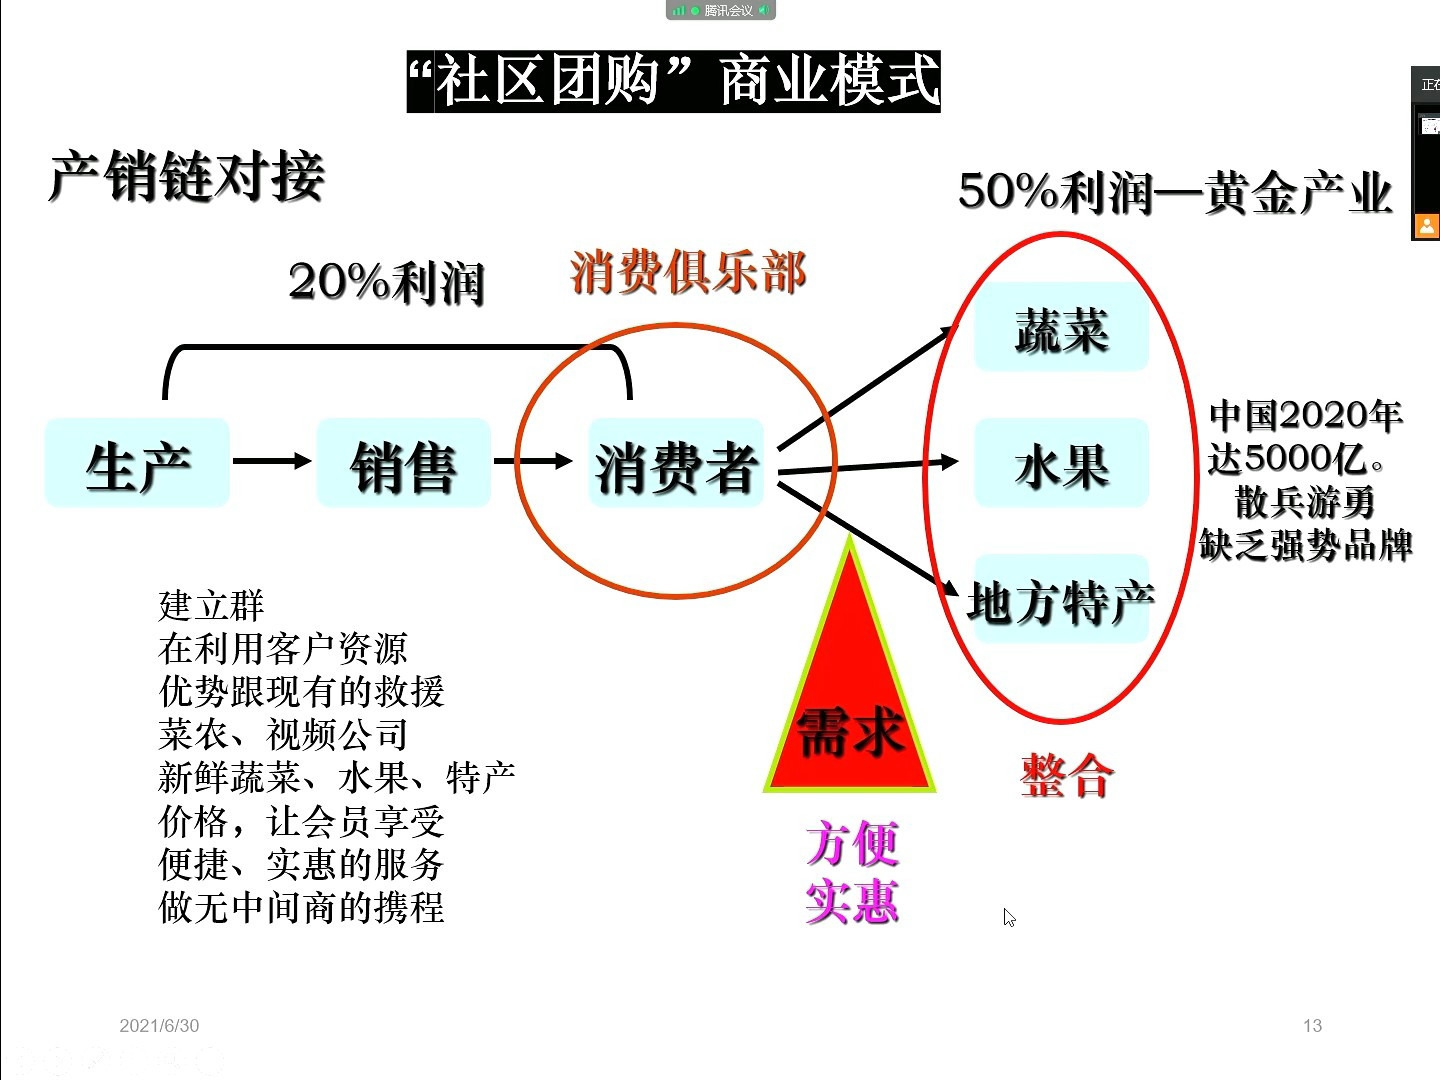 腾讯会议
“社区团购”商业模式
正在
产销链对接
50%利润—黄金产业
20%利润
消费俱乐部
蔬菜
生产
销售
消费者
水果
中国2020年
达5000亿。
散兵游勇
缺乏强势品牌
地方特产
建立群
在利用客户资源
优势跟现有的救援
菜农、视频公司
新鲜蔬菜、水果、特产
价格，让会员享受
便捷、实惠的服务
做无中间商的携程
需求
整合
方便
实惠
2021/6/30
13